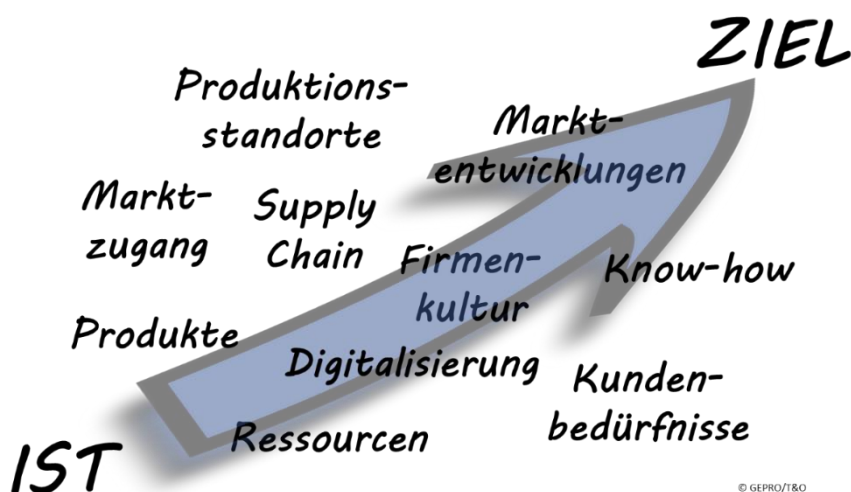 ZIEL
Produktions-
standorte
Markt-
entwicklungen
Markt-
zugang
Supply
Chain
Firmen-
kultur
Know-how
Produkte
Digitalisierung
Kunden-
bedürfnisse
Ressourcen
IST
© GEPRO/T&O